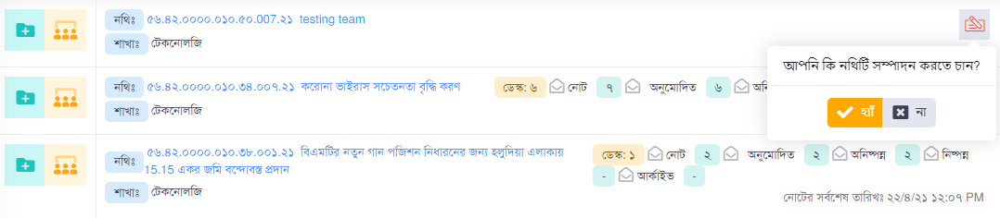 নথিঃ ৫৬.৪২.০০০০.০১০.৫০.007.২১ testing team
শাখাঃ টেকনোলজি
আপনি কি নথিটি সম্পাদন করতে চান?
হ্যাঁ না
নথিঃ ৫৬.৪২.০০০০.০১০.৩৪.০০৭.২১ করোনা ভাইরাস সচেতনতা বৃদ্ধি করণ ডেস্ক: ৬ নোট ৭ অনুমোদিত ৬
শাখাঃ টেকনোলজি
নথিঃ ৫৬.৪২.০০০০.০১০.৩৮.০০১.২১ বিএমটির নতুন গান পজিশন নিধারনের জন্য হলুদিয়া এলাকায়
15.15 একর জমি বন্দোবস্ত প্রদান
শাখাঃ টেকনোলজি
ডেস্ক: ১ নোট ২ অনুমোদিত ২ অনিষ্পন্ন ২ নিষ্পন্ন
- আর্কাইভ -
নোটের সর্বশেষ তারিখঃ ২২/৪/২১ ১২:০৭ PM